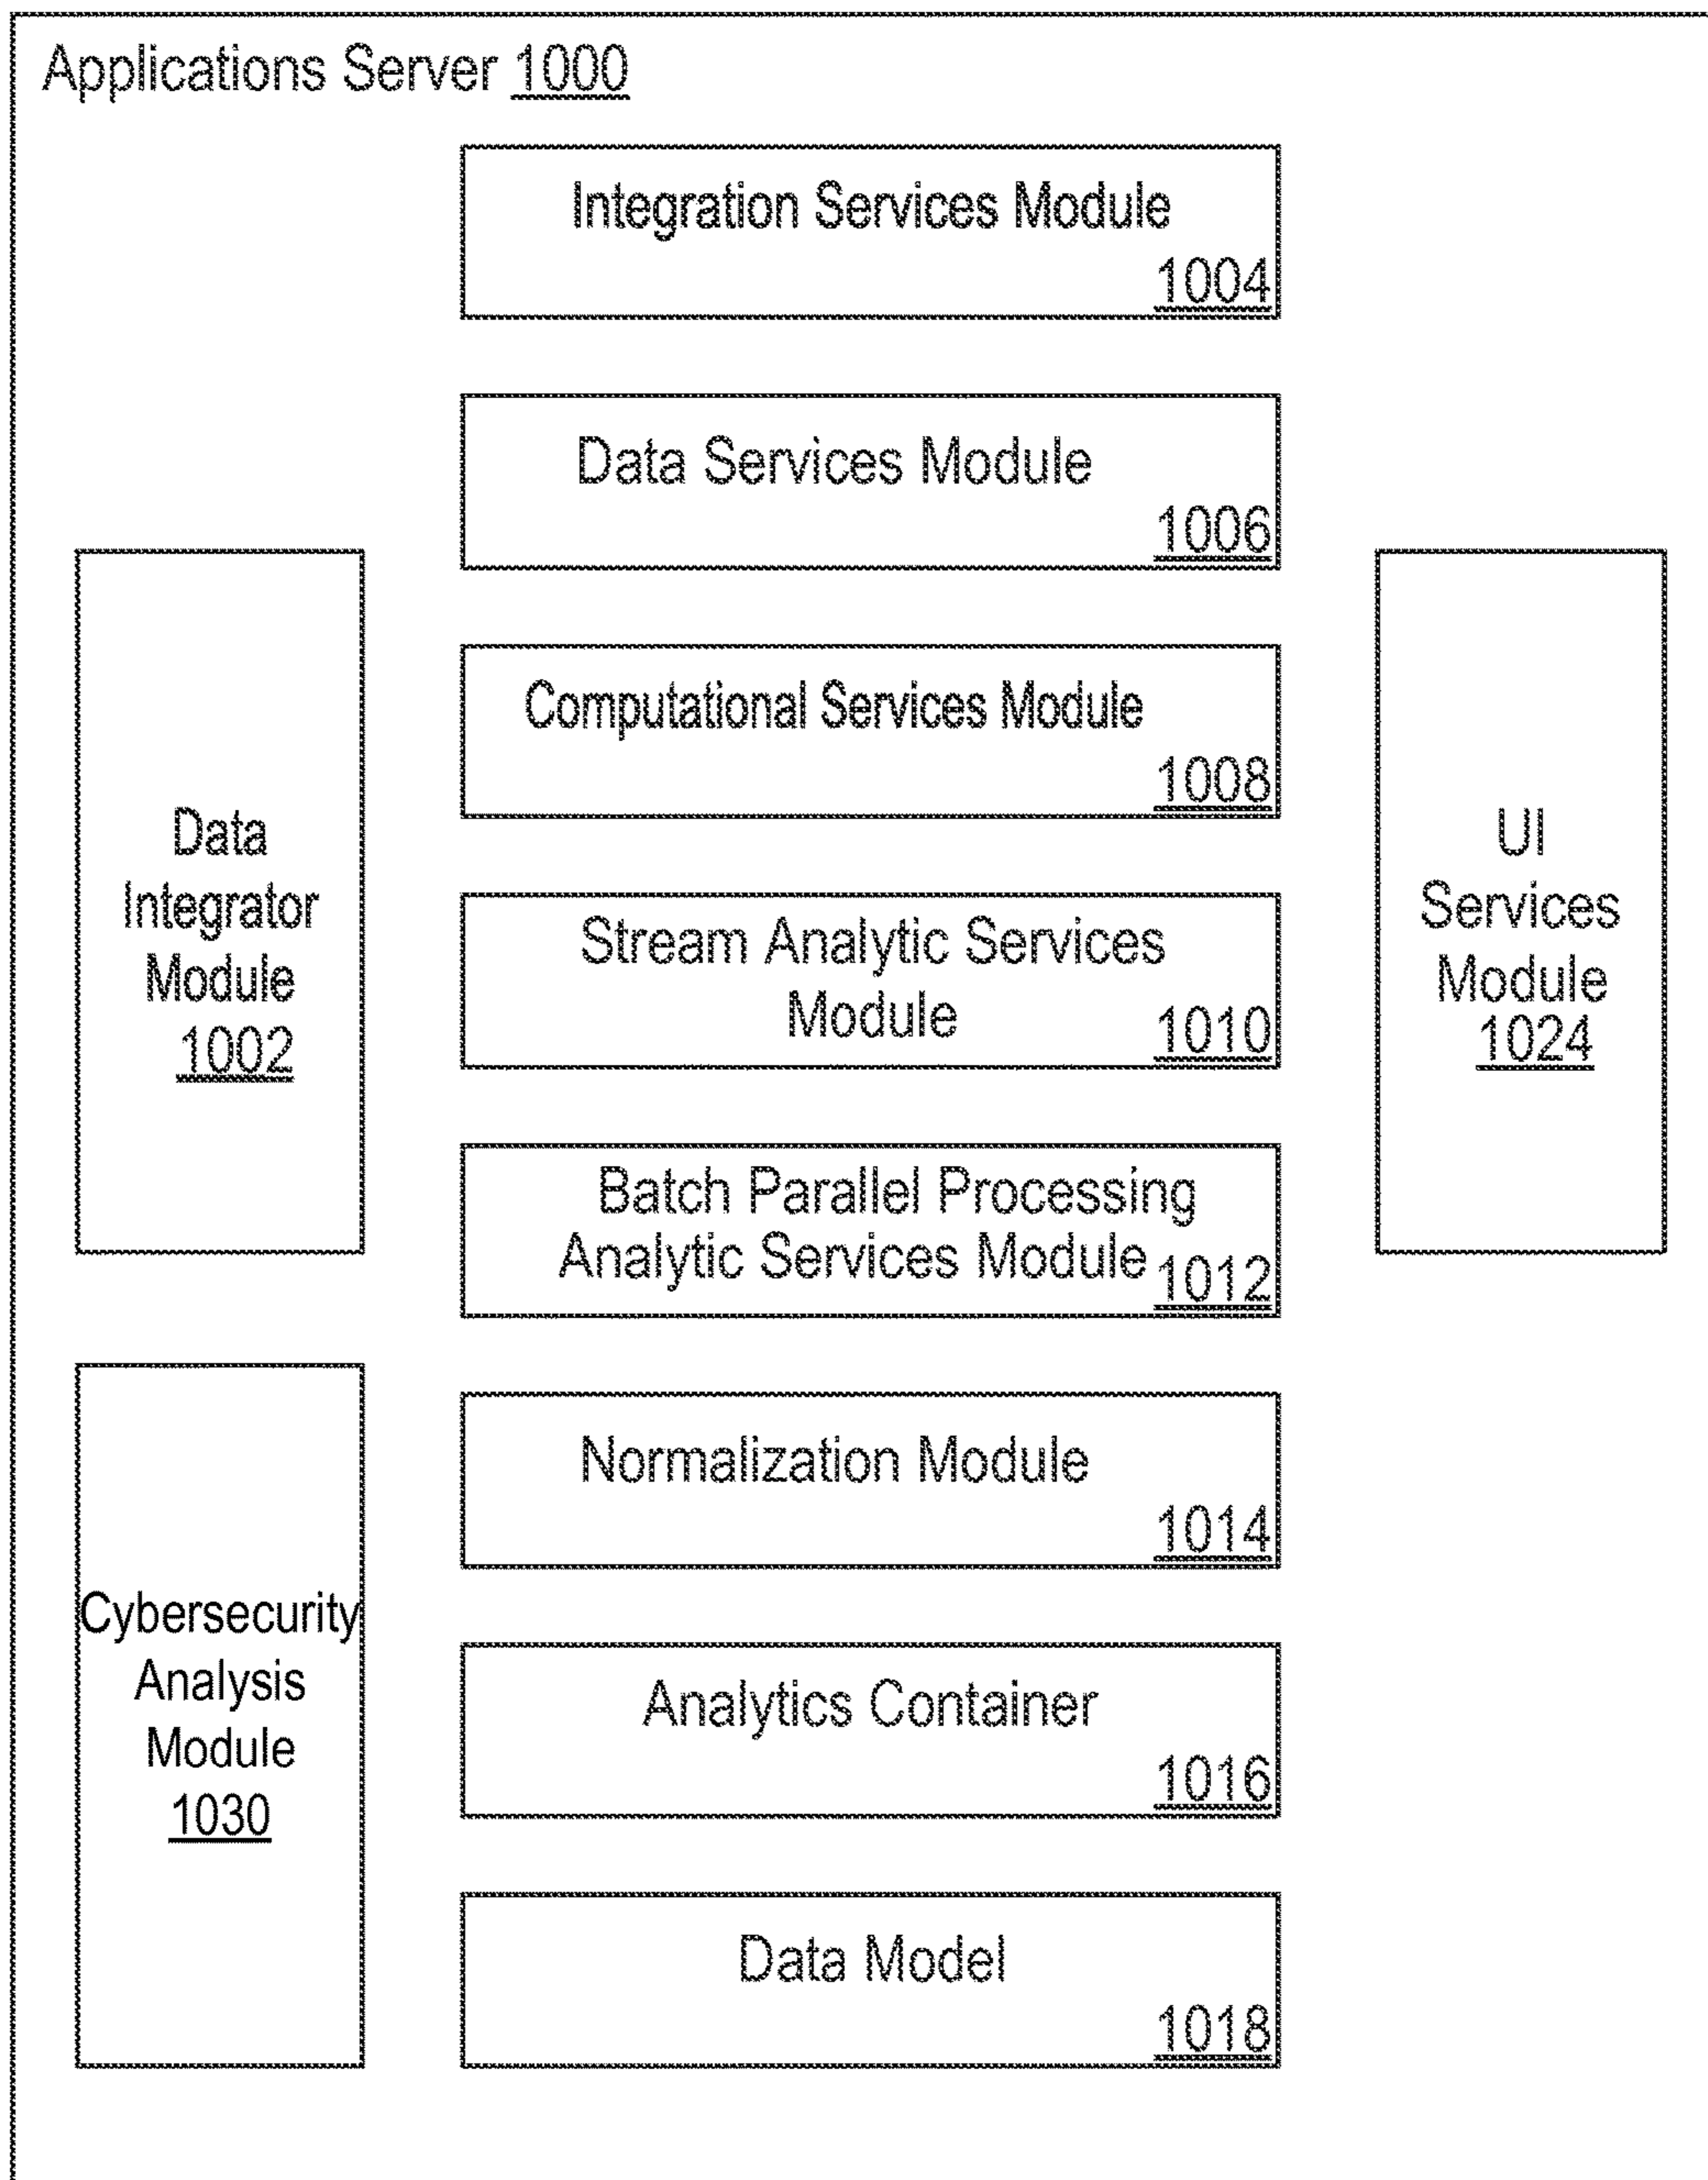 Applications Server 1000
Integration Services Module
1004
Data Services Module
1006
Computational Services Module
1008
Stream Analytic Services
Module 1010
Batch Parallel Processing
Analytic Services Module 1012
Normalization Module
1014
Analytics Container
1016
Data Model
1018
Data
Integrator
Module
1002
Cybersecurity
Analysis
Module
1030
UI
Services
Module
1024